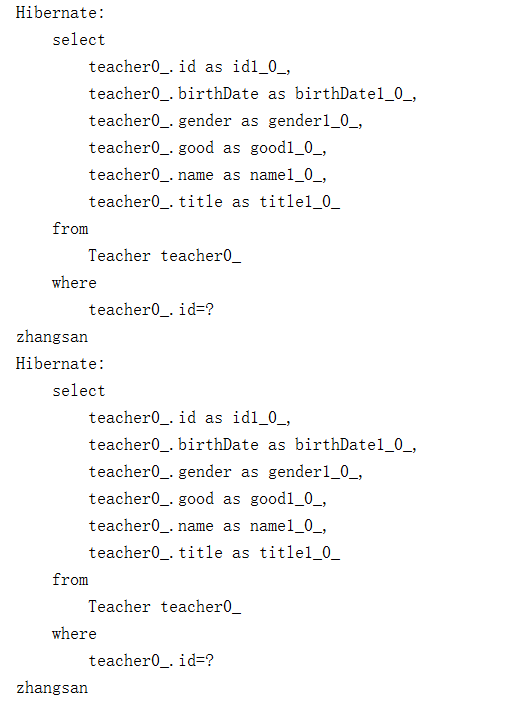 Hibernate:
    select
        teacher0_.id as id1_0_,
        teacher0_.birthDate as birthDate1_0_,
        teacher0_.gender as gender1_0_,
        teacher0_.good as good1_0_,
        teacher0_.name as name1_0_,
        teacher0_.title as title1_0_
    from
        Teacher teacher0_
    where
        teacher0_.id=?
zhangsan
Hibernate:
    select
        teacher0_.id as id1_0_,
        teacher0_.birthDate as birthDate1_0_,
        teacher0_.gender as gender1_0_,
        teacher0_.good as good1_0_,
        teacher0_.name as name1_0_,
        teacher0_.title as title1_0_
    from
        Teacher teacher0_
    where
        teacher0_.id=?
zhangsan